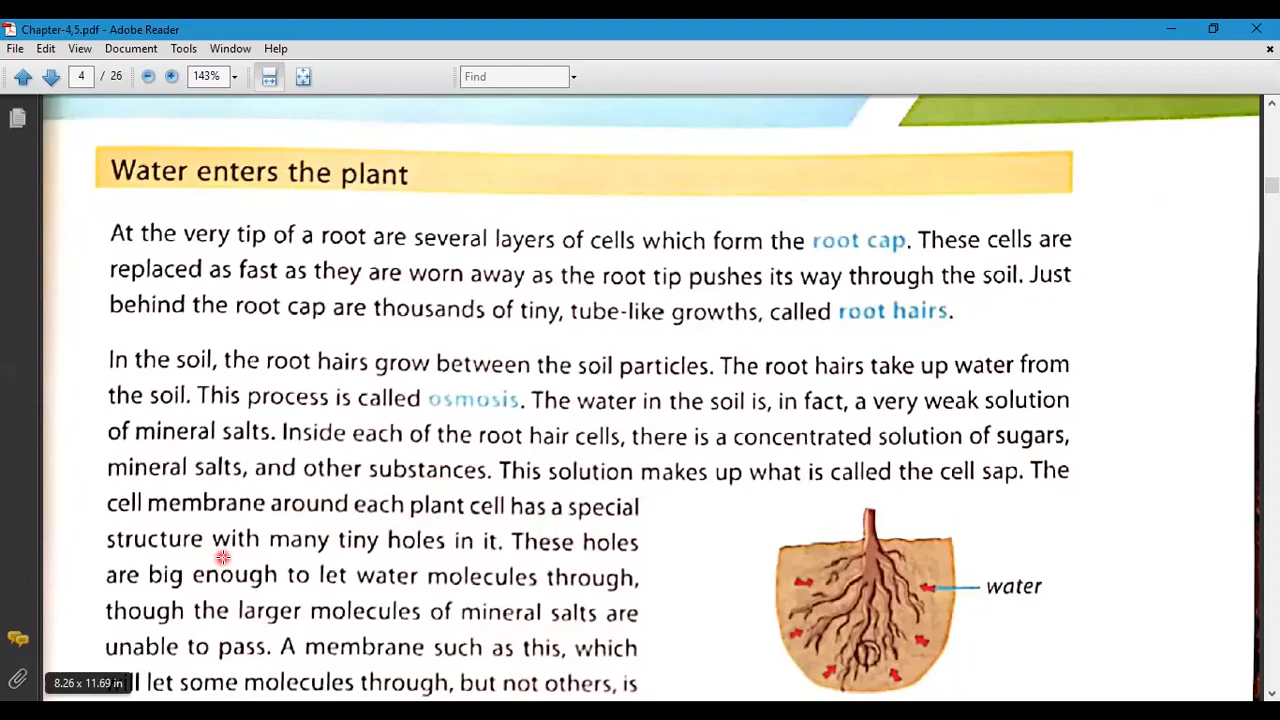 Chapter-4,5.pdf - Adobe Reader
File Edit View Document Tools Window Help
4 / 26 143% Find
Water enters the plant
At the very tip of a root are several layers of cells which form the root cap. These cells are
replaced as fast as they are worn away as the root tip pushes its way through the soil. Just
behind the root cap are thousands of tiny, tube-like growths, called root hairs.
In the soil, the root hairs grow between the soil particles. The root hairs take up water from
the soil. This process is called osmosis. The water in the soil is, in fact, a very weak solution
of mineral salts. Inside each of the root hair cells, there is a concentrated solution of sugars,
mineral salts, and other substances. This solution makes up what is called the cell sap. The
cell membrane around each plant cell has a special
structure with many tiny holes in it. These holes
are big enough to let water molecules through,
though the larger molecules of mineral salts are
unable to pass. A membrane such as this, which
let some molecules through, but not others, is
water
8.26 x 11.69 in